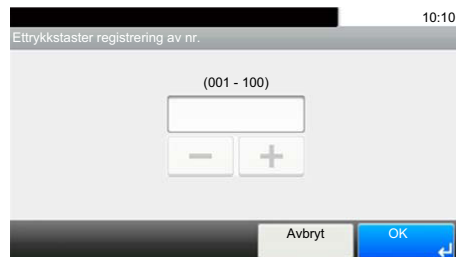 10:10
Ettrykkstaster registrering av nr.
(001 - 100)
Avbryt
OK